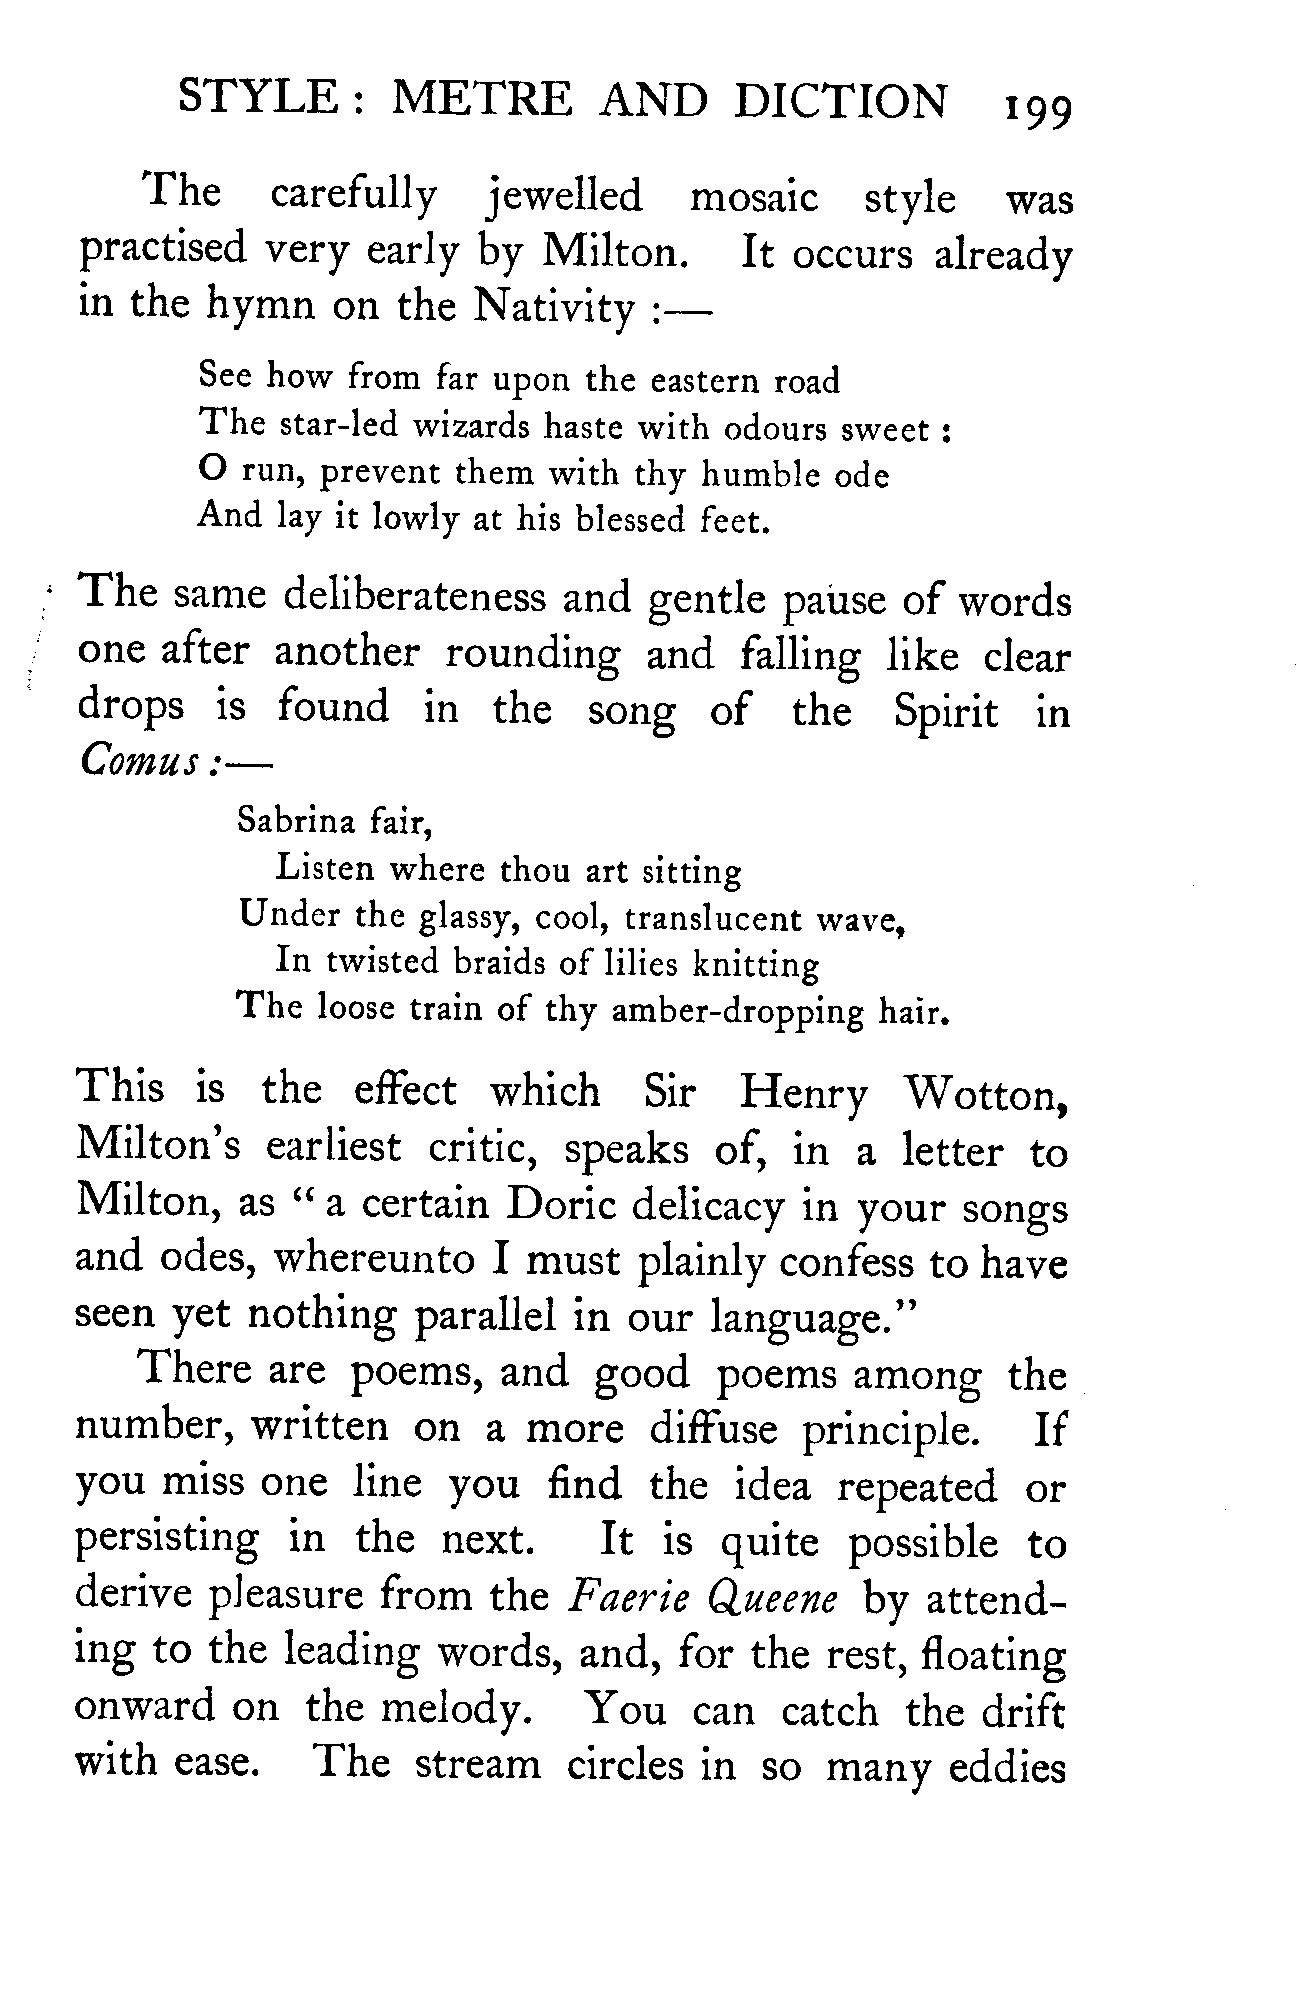 STYLE : METRE AND DICTION 199
The carefully jewelled mosaic style was
practised very early by Milton. It occurs already
in the hymn on the Nativity :—
See how from far upon the eastern road
The star-led wizards haste with odours sweet :
O run, prevent them with thy humble ode
And lay it lowly at his blessed feet.
The same deliberateness and gentle pause of words
one after another rounding and falling like clear
drops is found in the song of the Spirit in
Comus :—
Sabrina fair,
Listen where thou art sitting
Under the glassy, cool, translucent wave,
In twisted braids of lilies knitting
The loose train of thy amber-dropping hair.
This is the effect which Sir Henry Wotton,
Milton's earliest critic, speaks of, in a letter to
Milton, as “ a certain Doric delicacy in your songs
and odes, whereunto I must plainly confess to have
seen yet nothing parallel in our language.”
There are poems, and good poems among the
number, written on a more diffuse principle. If
you miss one line you find the idea repeated or
persisting in the next. It is quite possible to
derive pleasure from the Faerie Queene by attend-
ing to the leading words, and, for the rest, floating
onward on the melody. You can catch the drift
with ease. The stream circles in so many eddies